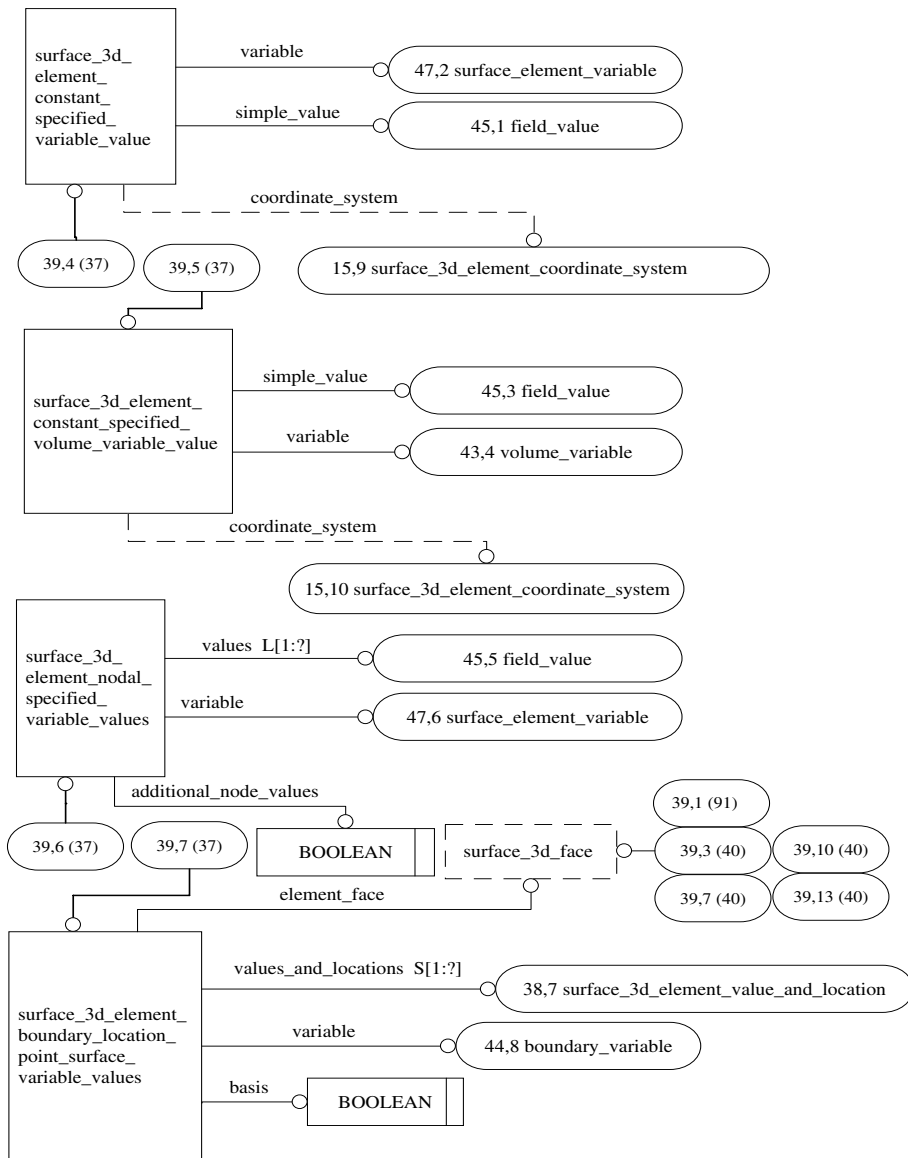 surface_3d_
element_
constant_
specified_
variable_value
variable
47,2 surface_element_variable
simple_value
45,1 field_value
coordinate_system
39,4 (37)
39,5 (37)
15,9 surface_3d_element_coordinate_system
surface_3d_element_
constant_specified_
volume_variable_value
simple_value
45,3 field_value
variable
43,4 volume_variable
coordinate_system
15,10 surface_3d_element_coordinate_system
surface_3d_
element_nodal_
specified_
variable_values
values L[1:?]
45,5 field_value
variable
47,6 surface_element_variable
additional_node_values
39,6 (37)
39,7 (37)
BOOLEAN
surface_3d_face
39,1 (91)
39,3 (40)
39,10 (40)
39,7 (40)
39,13 (40)
element_face
surface_3d_element_
boundary_location_
point_surface_
variable_values
values_and_locations S[1:?]
38,7 surface_3d_element_value_and_location
variable
44,8 boundary_variable
basis
BOOLEAN